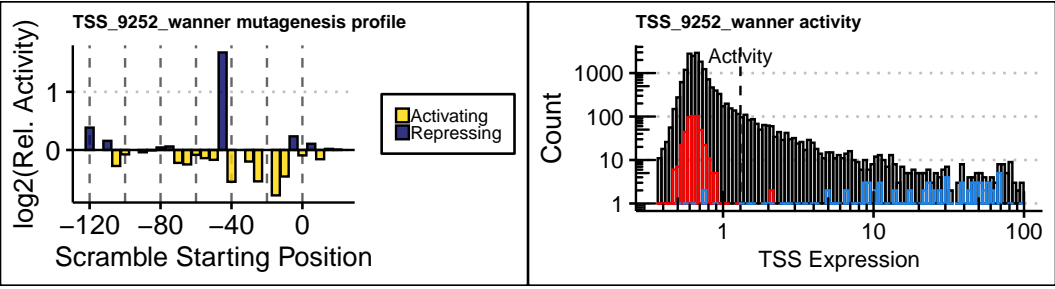 TSS_9252_wanner mutagenesis profile
log2(Rel. Activity)
1
0
−120
−80
−40
0
Scramble Starting Position
Activating
Repressing
TSS_9252_wanner activity
Activity
Count
1000
100
10
1
1
10
100
TSS Expression